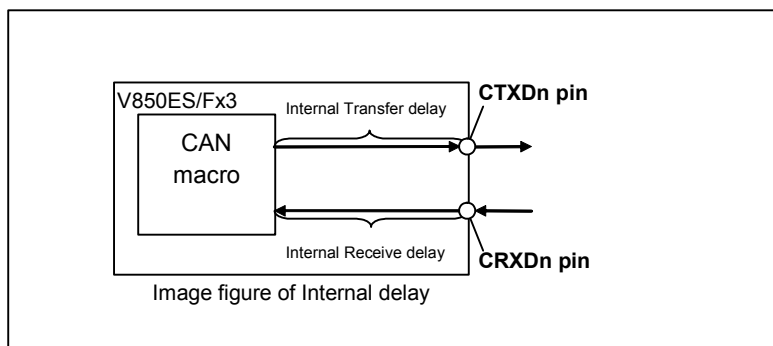 V850ES/Fx3
CAN
macro
Internal Transfer delay
CTXDn pin
Internal Receive delay
CRXDn pin
Image figure of Internal delay